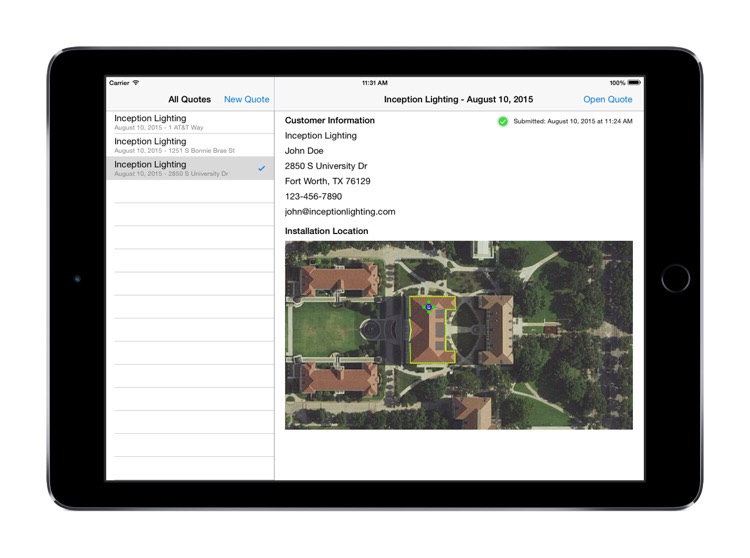 Carrier
11:31 AM
100%
All Quotes
New Quote
Inception Lighting - August 10, 2015
Open Quote
Inception Lighting
August 10, 2015 - 1 AT&T Way
Inception Lighting
August 10, 2015 - 1251 S Bonnie Brae St
Inception Lighting
August 10, 2015 - 2850 S University Dr
Customer Information
Submitted: August 10, 2015 at 11:24 AM
Inception Lighting
John Doe
2850 S University Dr
Fort Worth, TX 76129
123-456-7890
john@inceptionlighting.com
Installation Location